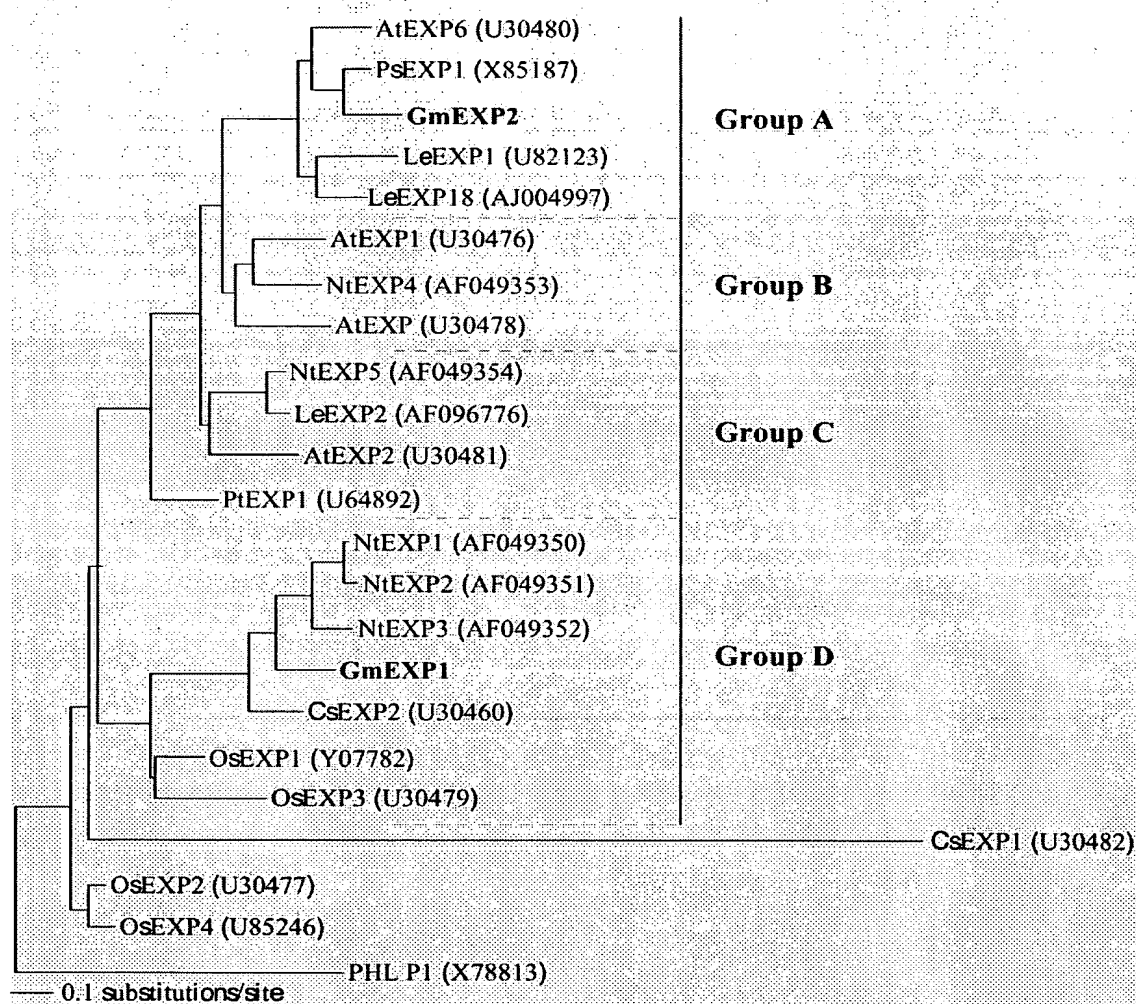 AtEXP6 (U30480)
PsEXP1 (X85187)
GmEXP2
Group A
LeEXP1 (U82123)
LeEXP18 (AJ004997)
AtEXP1 (U30476)
NtEXP4 (AF049353)
Group B
AtEXP (U30478)
NtEXP5 (AF049354)
LeEXP2 (AF096776)
Group C
AtEXP2 (U30481)
PtEXP1 (U64892)
NtEXP1 (AF049350)
NtEXP2 (AF049351)
NtEXP3 (AF049352)
Group D
GmEXP1
CsEXP2 (U30460)
OsEXP1 (Y07782)
OsEXP3 (U30479)
CsEXP1 (U30482)
OsEXP2 (U30477)
OsEXP4 (U85246)
PHL P1 (X78813)
0.1 substitutions/site